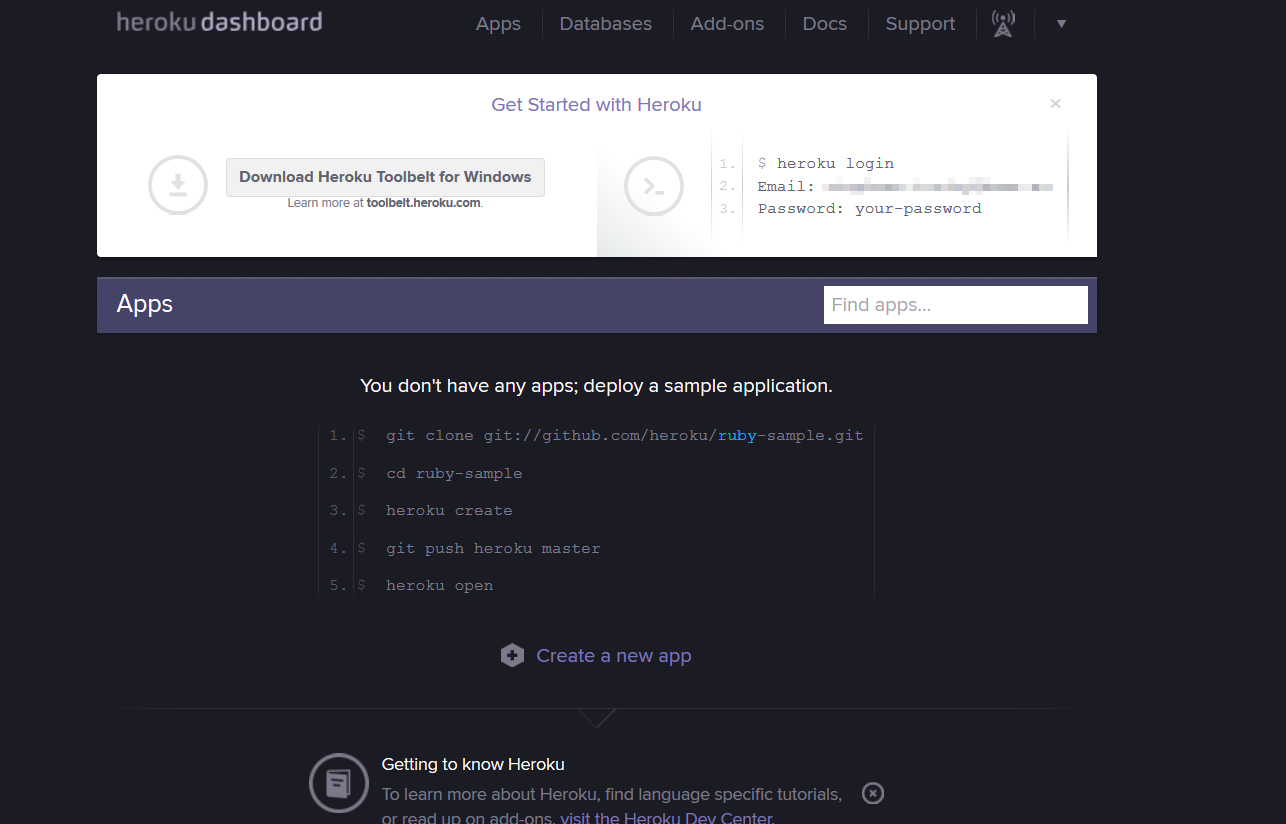 heroku dashboard
Apps Databases Add-ons Docs Support
Get Started with Heroku
Download Heroku Toolbelt for Windows
Learn more at toolbelt.heroku.com.
1. $ heroku login
2. Email:
3. Password: your-password
Apps
Find apps...
You don't have any apps; deploy a sample application.
1. $ git clone git://github.com/heroku/ruby-sample.git
2. $ cd ruby-sample
3. $ heroku create
4. $ git push heroku master
5. $ heroku open
Create a new app
Getting to know Heroku
To learn more about Heroku, find language specific tutorials,
or read up on add-ons, visit the Heroku Dev Center.